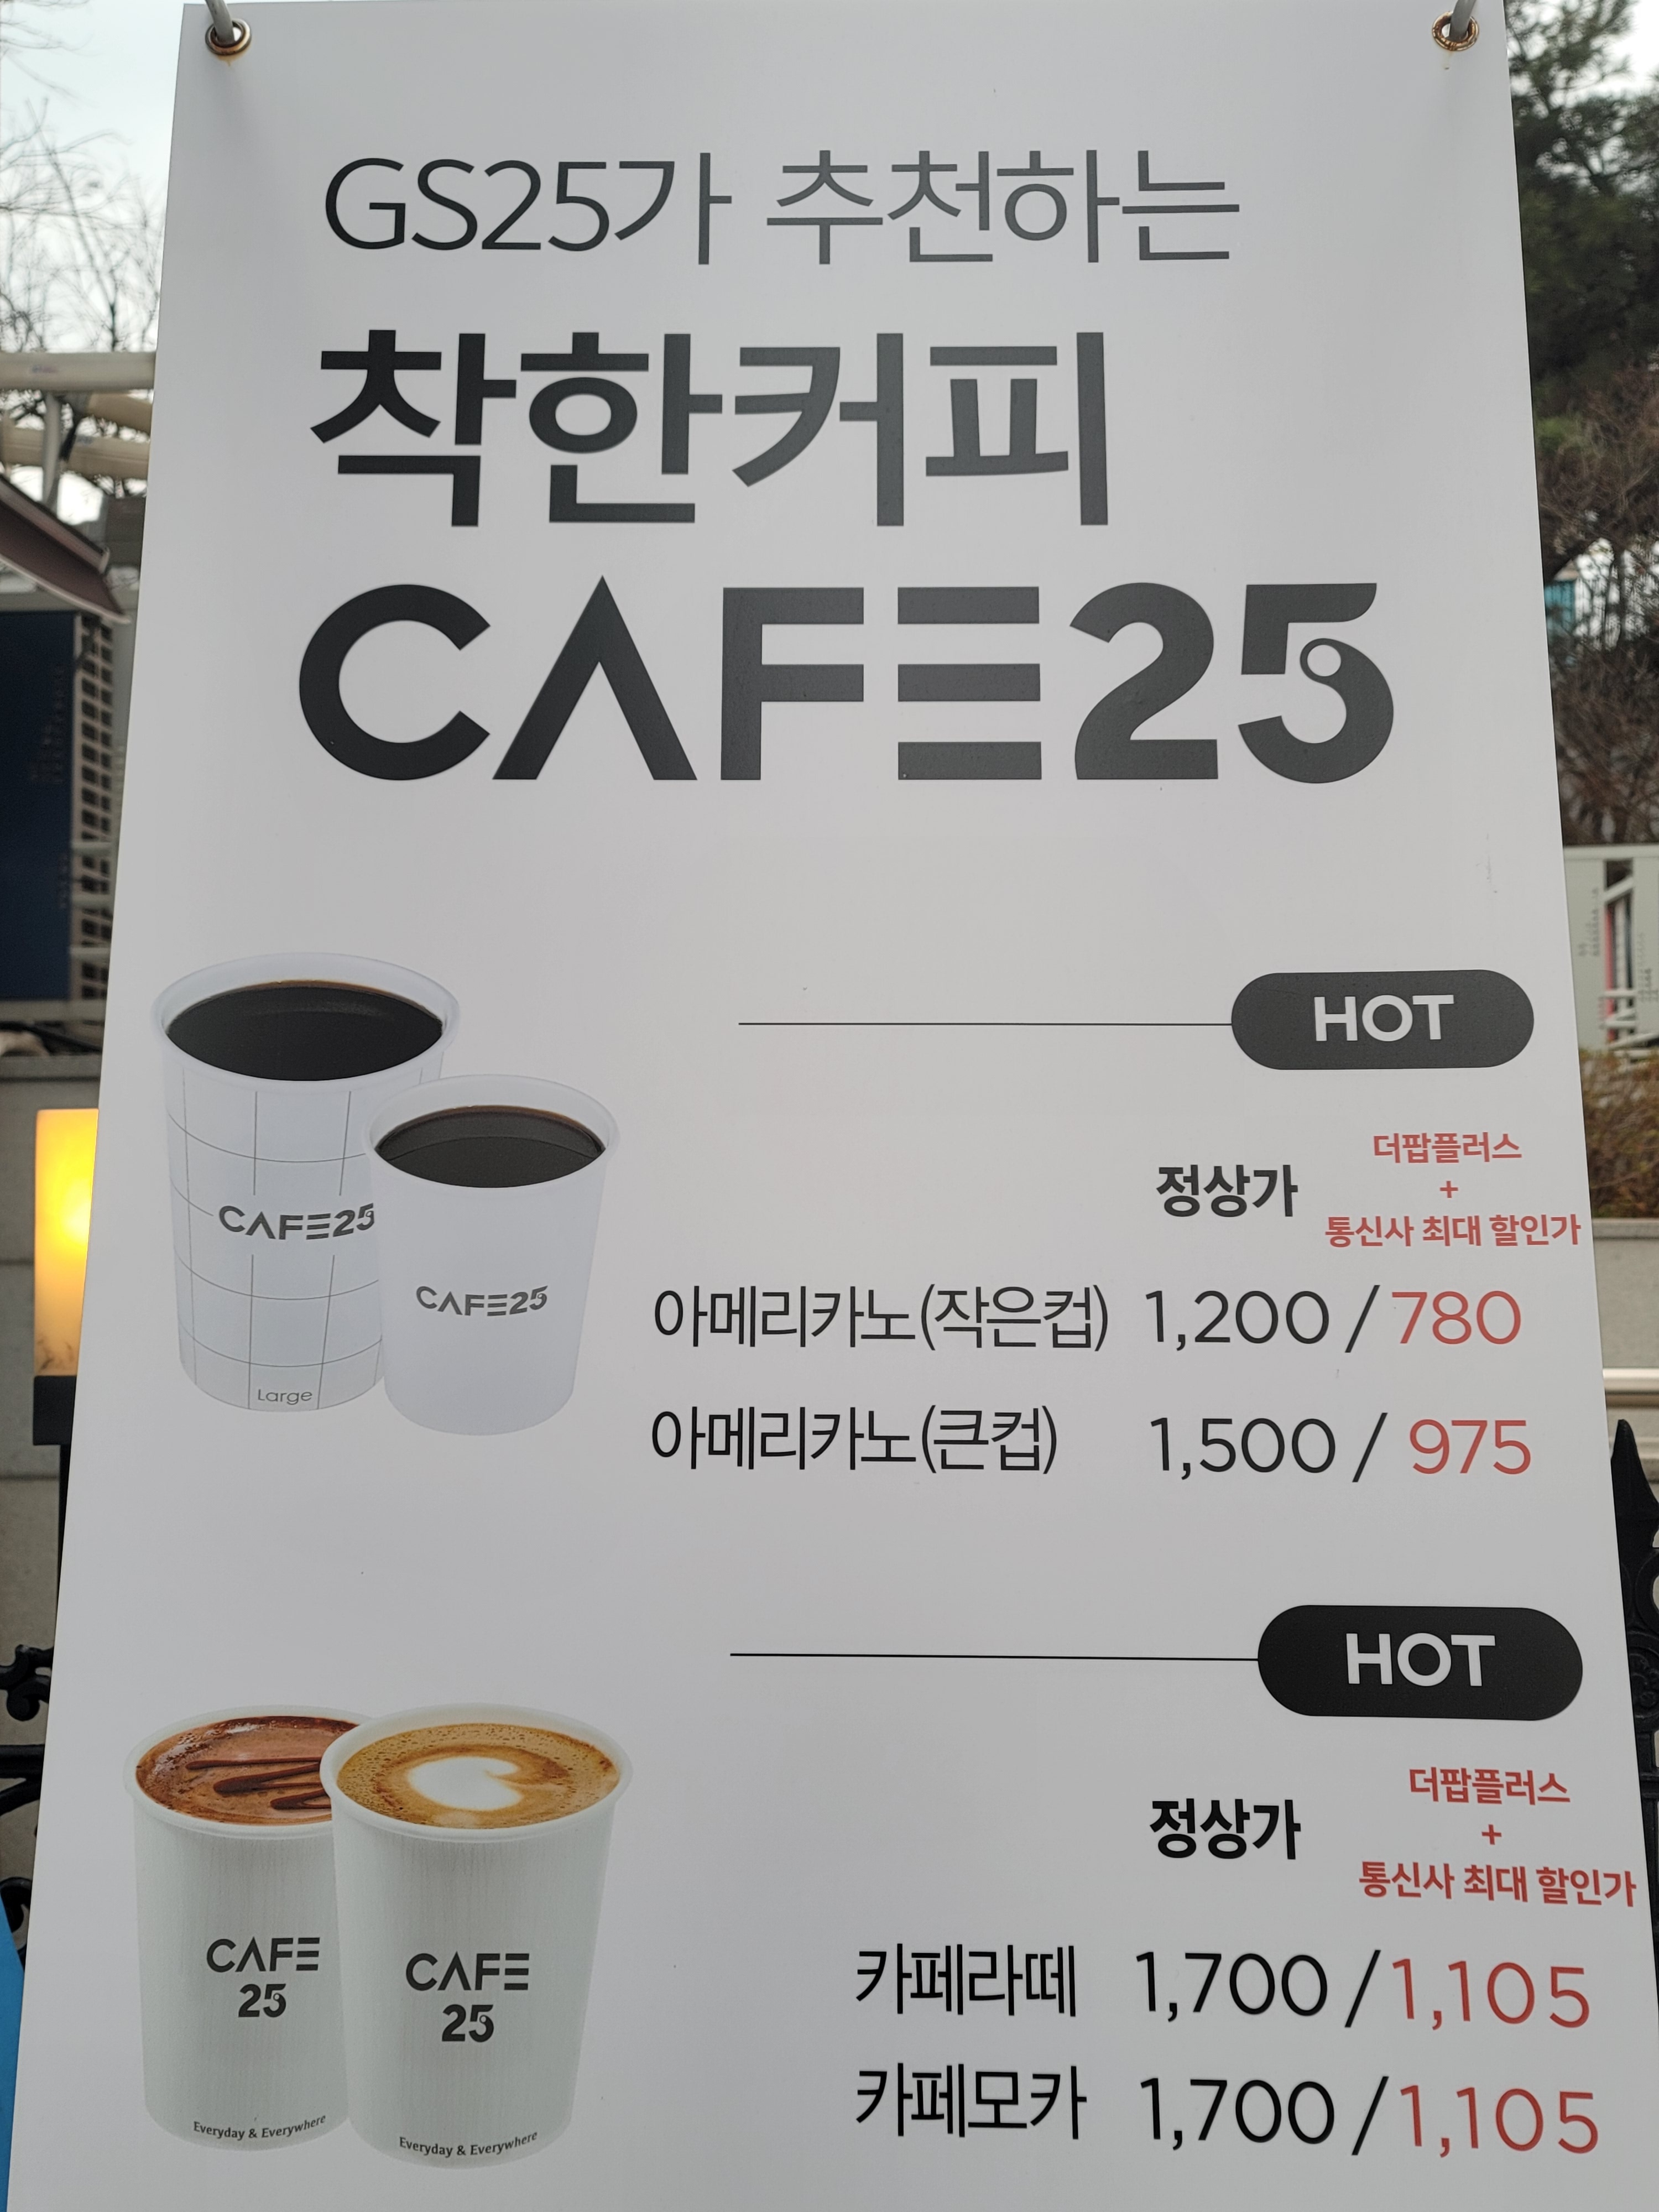 GS25가 추천하는
착한커피
CAFE25
HOT
정상가
더팝플러스
+
통신사 최대 할인가
아메리카노(작은컵) 1,200 / 780
아메리카노(큰컵) 1,500 / 975
CAFE25
Large
CAFE25
HOT
정상가
더팝플러스
+
통신사 최대 할인가
카페라떼 1,700 / 1,105
카페모카 1,700 / 1,105
CAFE
25
Everyday & Everywhere
CAFE
25
Everyday & Everywhere